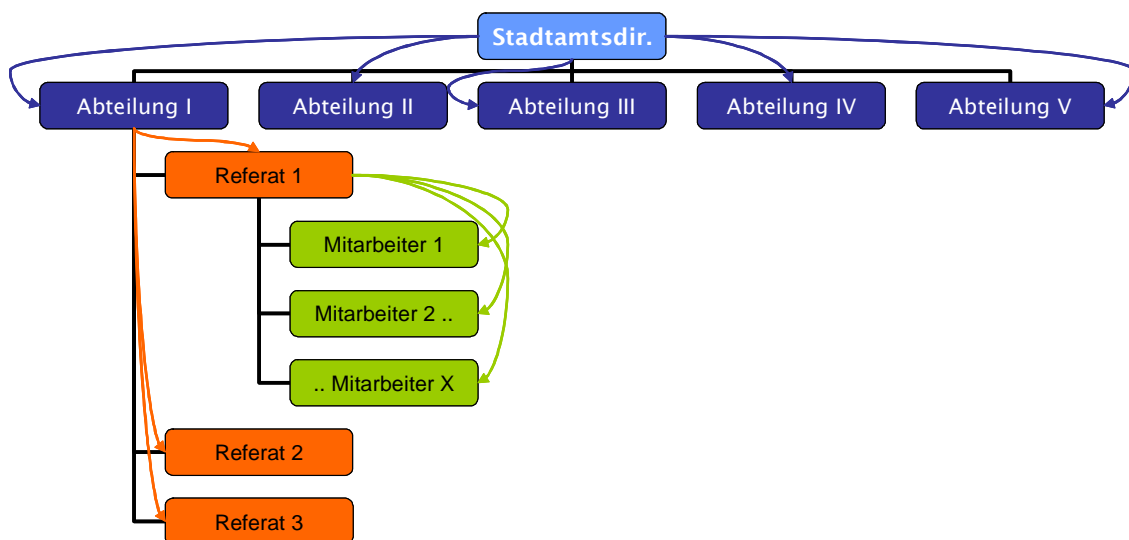 Stadtamtsdir.
Abteilung I
Abteilung II
Abteilung III
Abteilung IV
Abteilung V
Referat 1
Mitarbeiter 1
Mitarbeiter 2 ..
.. Mitarbeiter X
Referat 2
Referat 3